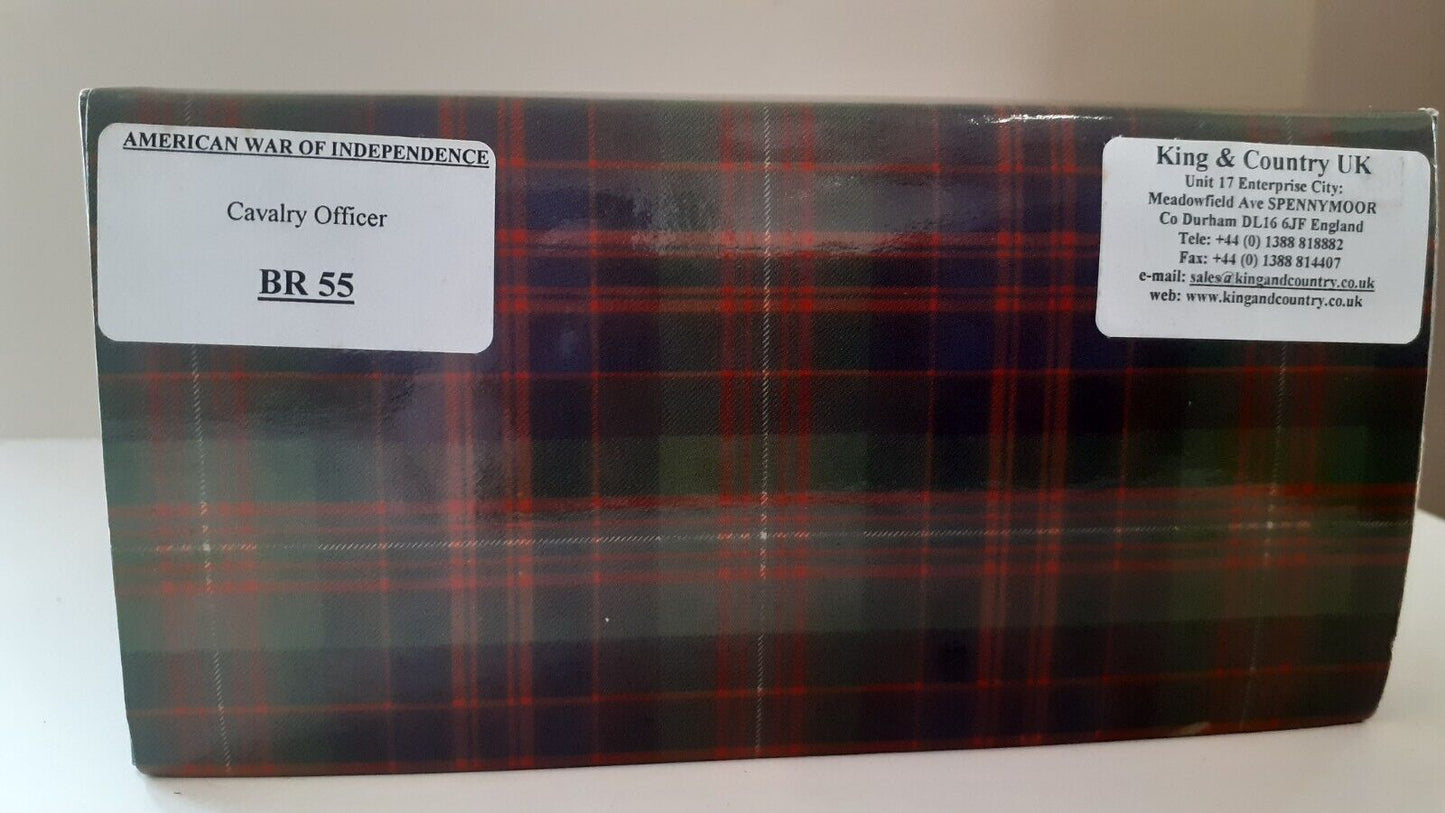 AMERICAN WAR OF INDEPENDENCE
Cavalry Officer
BR 55
King & Country UK
Unit 17 Enterprise City:
Meadowfield Ave SPENNYMOOR
Co Durham DL16 6JF England
Tele: +44 (0) 1388 818882
Fax: +44 (0) 1388 814407
e-mail: sales@kingandcountry.co.uk
web: www.kingandcountry.co.uk